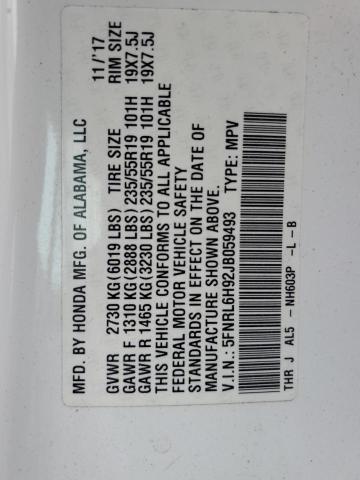 MFD. BY HONDA MFG. OF ALABAMA, LLC 11/'17
GVWR 2730 KG(6019 LBS) TIRE SIZE RIM SIZE
GAWR F 1310 KG(2888 LBS) 235/55R19 101H 19X7.5J
GAWR R 1465 KG(3230 LBS) 235/55R19 101H 19X7.5J
THIS VEHICLE CONFORMS TO ALL APPLICABLE
FEDERAL MOTOR VEHICLE SAFETY
STANDARDS IN EFFECT ON THE DATE OF
MANUFACTURE SHOWN ABOVE.
V.I.N.: 5FNRL6H92JB059493 TYPE: MPV
THR J AL5 - NH603P -L - B